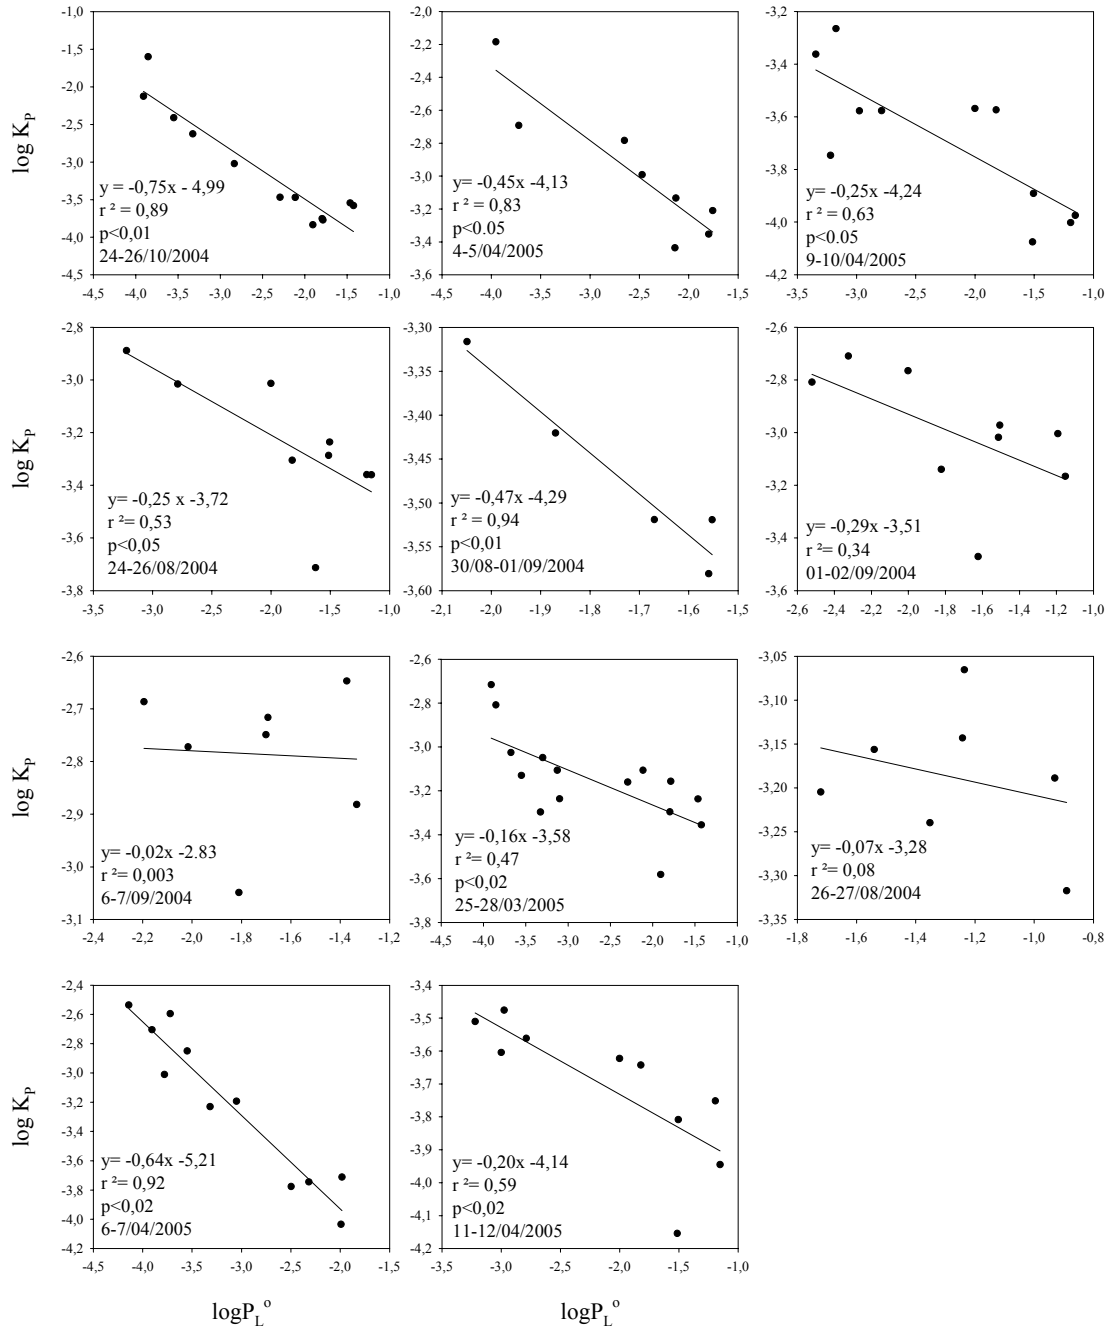 log K_P
-1,0
-1,5
-2,0
-2,5
-3,0
-3,5
-4,0
-4,5
-4,5 -4,0 -3,5 -3,0 -2,5 -2,0 -1,5 -1,0
y = -0,75x - 4,99
r ² = 0,89
p<0,01
24-26/10/2004
-2,0
-2,2
-2,4
-2,6
-2,8
-3,0
-3,2
-3,4
-3,6
-4,5 -4,0 -3,5 -3,0 -2,5 -2,0 -1,5
y= -0,45x -4,13
r ² = 0,83
p<0.05
4-5/04/2005
-3,2
-3,4
-3,6
-3,8
-4,0
-4,2
-3,5 -3,0 -2,5 -2,0 -1,5 -1,0
y= -0,25x -4,24
r ² = 0,63
p<0.05
9-10/04/2005
log K_P
-2,8
-3,0
-3,2
-3,4
-3,6
-3,8
-3,5 -3,0 -2,5 -2,0 -1,5 -1,0
y= -0,25 x -3,72
r ²= 0,53
p<0,05
24-26/08/2004
-3,30
-3,35
-3,40
-3,45
-3,50
-3,55
-3,60
-2,1 -2,0 -1,9 -1,8 -1,7 -1,6 -1,5
y= -0,47x -4,29
r ² = 0,94
p<0,01
30/08-01/09/2004
-2,6
-2,8
-3,0
-3,2
-3,4
-3,6
-2,6 -2,4 -2,2 -2,0 -1,8 -1,6 -1,4 -1,2 -1,0
y= -0,29x -3,51
r ²= 0,34
01-02/09/2004
log K_P
-2,6
-2,7
-2,8
-2,9
-3,0
-3,1
-2,4 -2,2 -2,0 -1,8 -1,6 -1,4 -1,2
y= -0,02x -2.83
r ²= 0,003
6-7/09/2004
-2,6
-2,8
-3,0
-3,2
-3,4
-3,6
-3,8
-4,5 -4,0 -3,5 -3,0 -2,5 -2,0 -1,5 -1,0
y= -0,16x -3,58
r ²= 0,47
p<0,02
25-28/03/2005
-3,05
-3,10
-3,15
-3,20
-3,25
-3,30
-3,35
-1,8 -1,6 -1,4 -1,2 -1,0 -0,8
y= -0,07x -3,28
r ²= 0,08
26-27/08/2004
log K_P
-2,4
-2,6
-2,8
-3,0
-3,2
-3,4
-3,6
-3,8
-4,0
-4,2
-4,5 -4,0 -3,5 -3,0 -2,5 -2,0 -1,5
y= -0,64x -5,21
r ²= 0,92
p<0,02
6-7/04/2005
-3,4
-3,5
-3,6
-3,7
-3,8
-3,9
-4,0
-4,1
-4,2
-3,5 -3,0 -2,5 -2,0 -1,5 -1,0
y= -0,20x -4,14
r ²= 0,59
p<0,02
11-12/04/2005
logP_L^o
logP_L^o